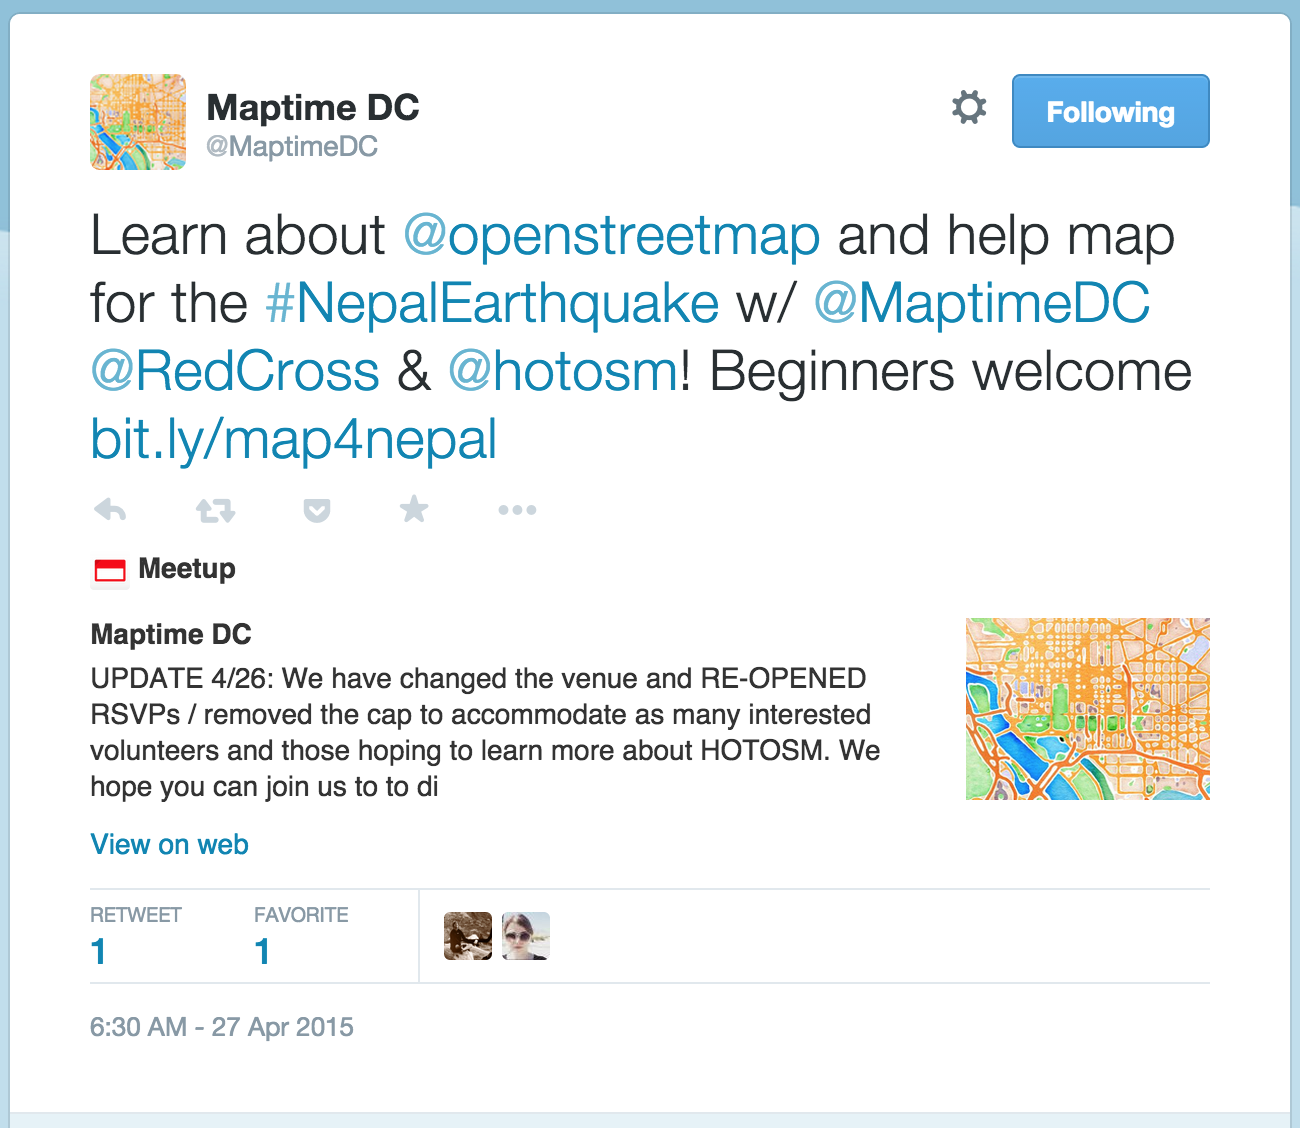 Maptime DC
@MaptimeDC
Following
Learn about @openstreetmap and help map
for the #NepalEarthquake w/ @MaptimeDC
@RedCross & @hotosm! Beginners welcome
bit.ly/map4nepal
Meetup
Maptime DC
UPDATE 4/26: We have changed the venue and RE-OPENED
RSVPs / removed the cap to accommodate as many interested
volunteers and those hoping to learn more about HOTOSM. We
hope you can join us to to di
View on web
RETWEET
1
FAVORITE
1
6:30 AM - 27 Apr 2015